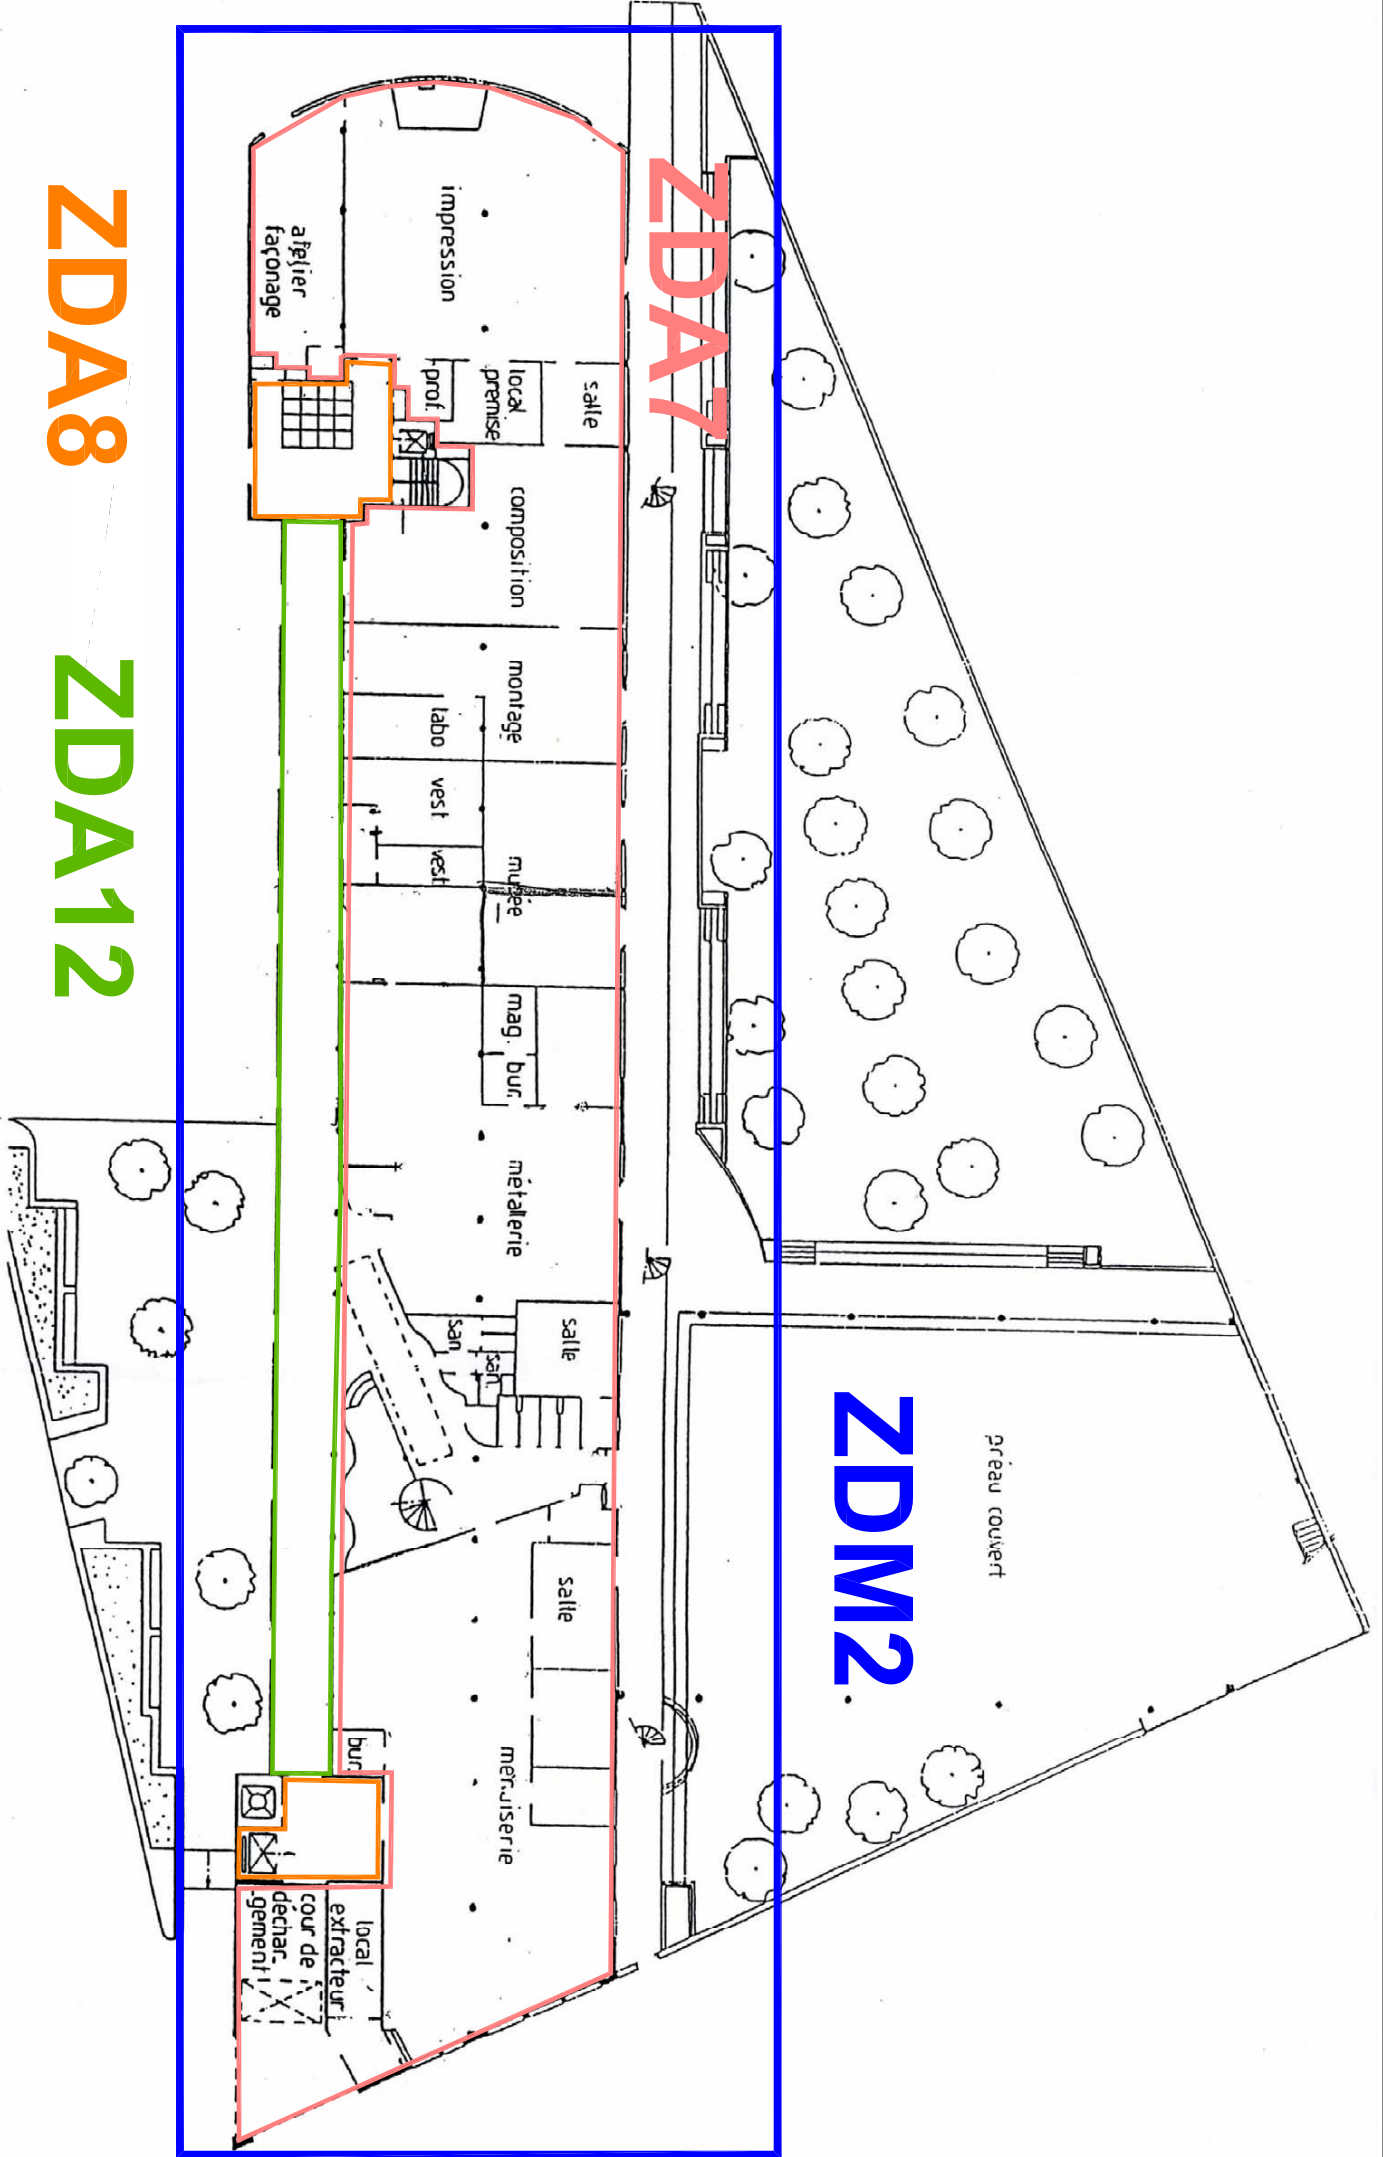 ZDA7
ZDA8
ZDA12
ZDM2
impression
atelier
façonage
prof.
local
premise
salle
composition
montage
labo
vest
vest
musée
mag.
bur.
métallerie
san
san
salle
salle
préau couvert
bur
menuiserie
local
extracteur
cour de
déchar-
gement